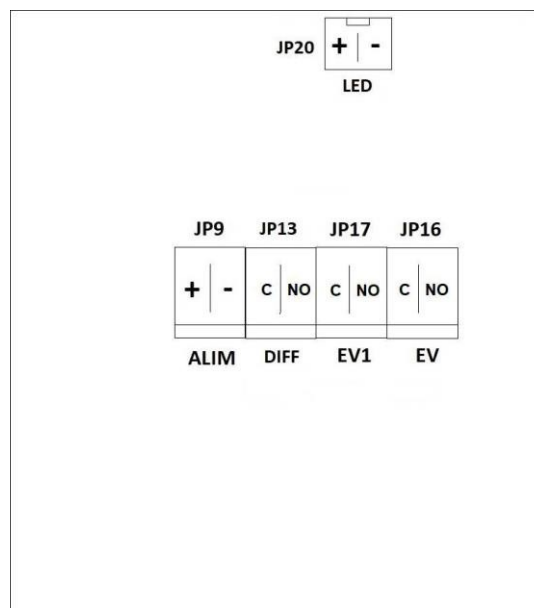 JP20 + -
LED
JP9 JP13 JP17 JP16
+ - C NO C NO C NO
ALIM DIFF EV1 EV